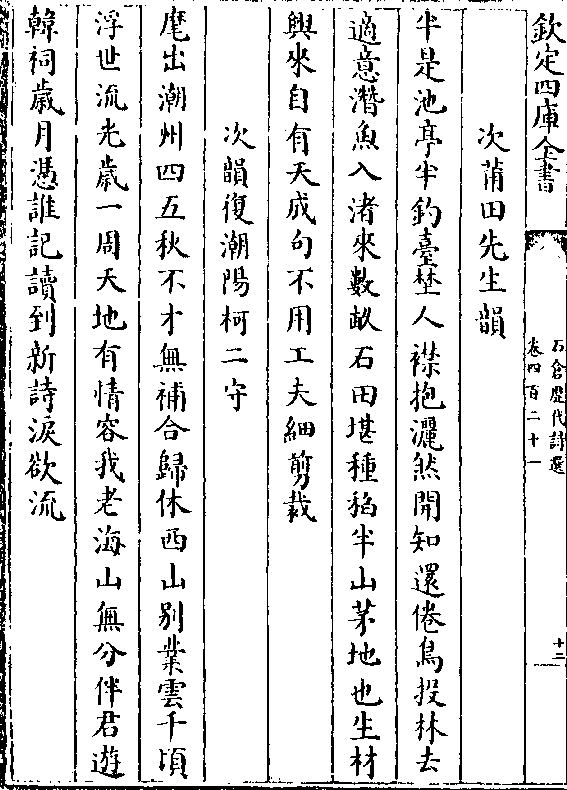 欽定四庫全書
石倉歷代詩選
卷四百二十一
十二
次莆田先生韻
半是池亭半釣臺埜人襟抱灑然開知還倦鳥投林去
適意潛魚入渚來數畝石田堪種秫半山茅地也生材
興來自有天成句不用工夫細剪裁
次韻復潮陽柯二守
麾出潮州四五秋不才無補合歸休西山別業雲千頃
浮世流光歲一周天地有情容我老海山無分伴君遊
韓祠歲月憑誰記讀到新詩淚欲流